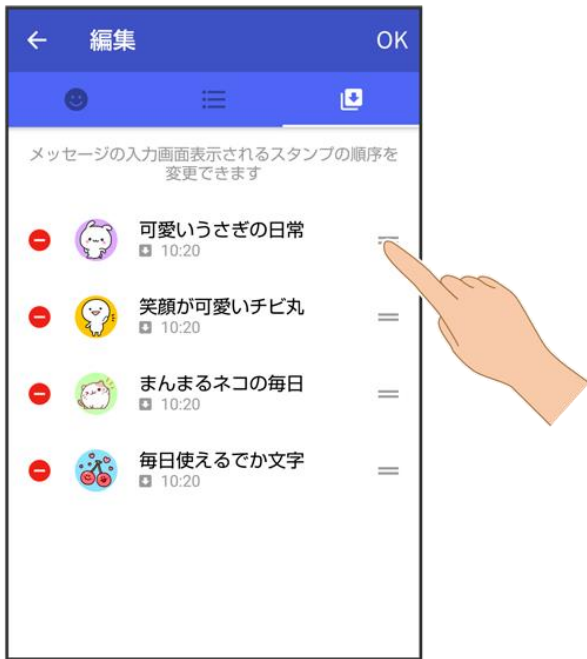 編集 OK
メッセージの入力画面表示されるスタンプの順序を
変更できます
可愛いうさぎの日常
10:20
笑顔が可愛いチビ丸
10:20
まんまるネコの毎日
10:20
毎日使えるでか文字
10:20